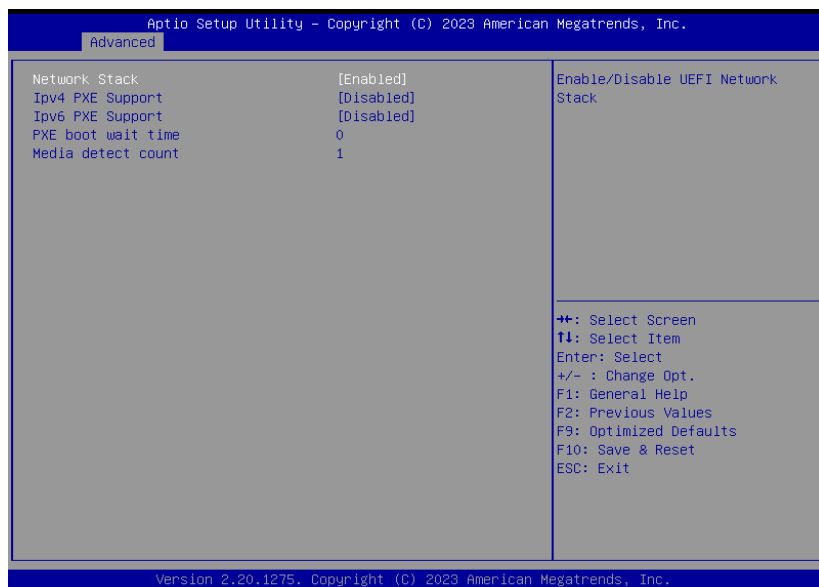 Aptio Setup Utility – Copyright (C) 2023 American Megatrends, Inc.
Advanced
Network Stack [Enabled]
Ipv4 PXE Support [Disabled]
Ipv6 PXE Support [Disabled]
PXE boot wait time 0
Media detect count 1
Enable/Disable UEFI Network
Stack
→←: Select Screen
↑↓: Select Item
Enter: Select
+/- : Change Opt.
F1: General Help
F2: Previous Values
F9: Optimized Defaults
F10: Save & Reset
ESC: Exit
Version 2.20.1275. Copyright (C) 2023 American Megatrends, Inc.